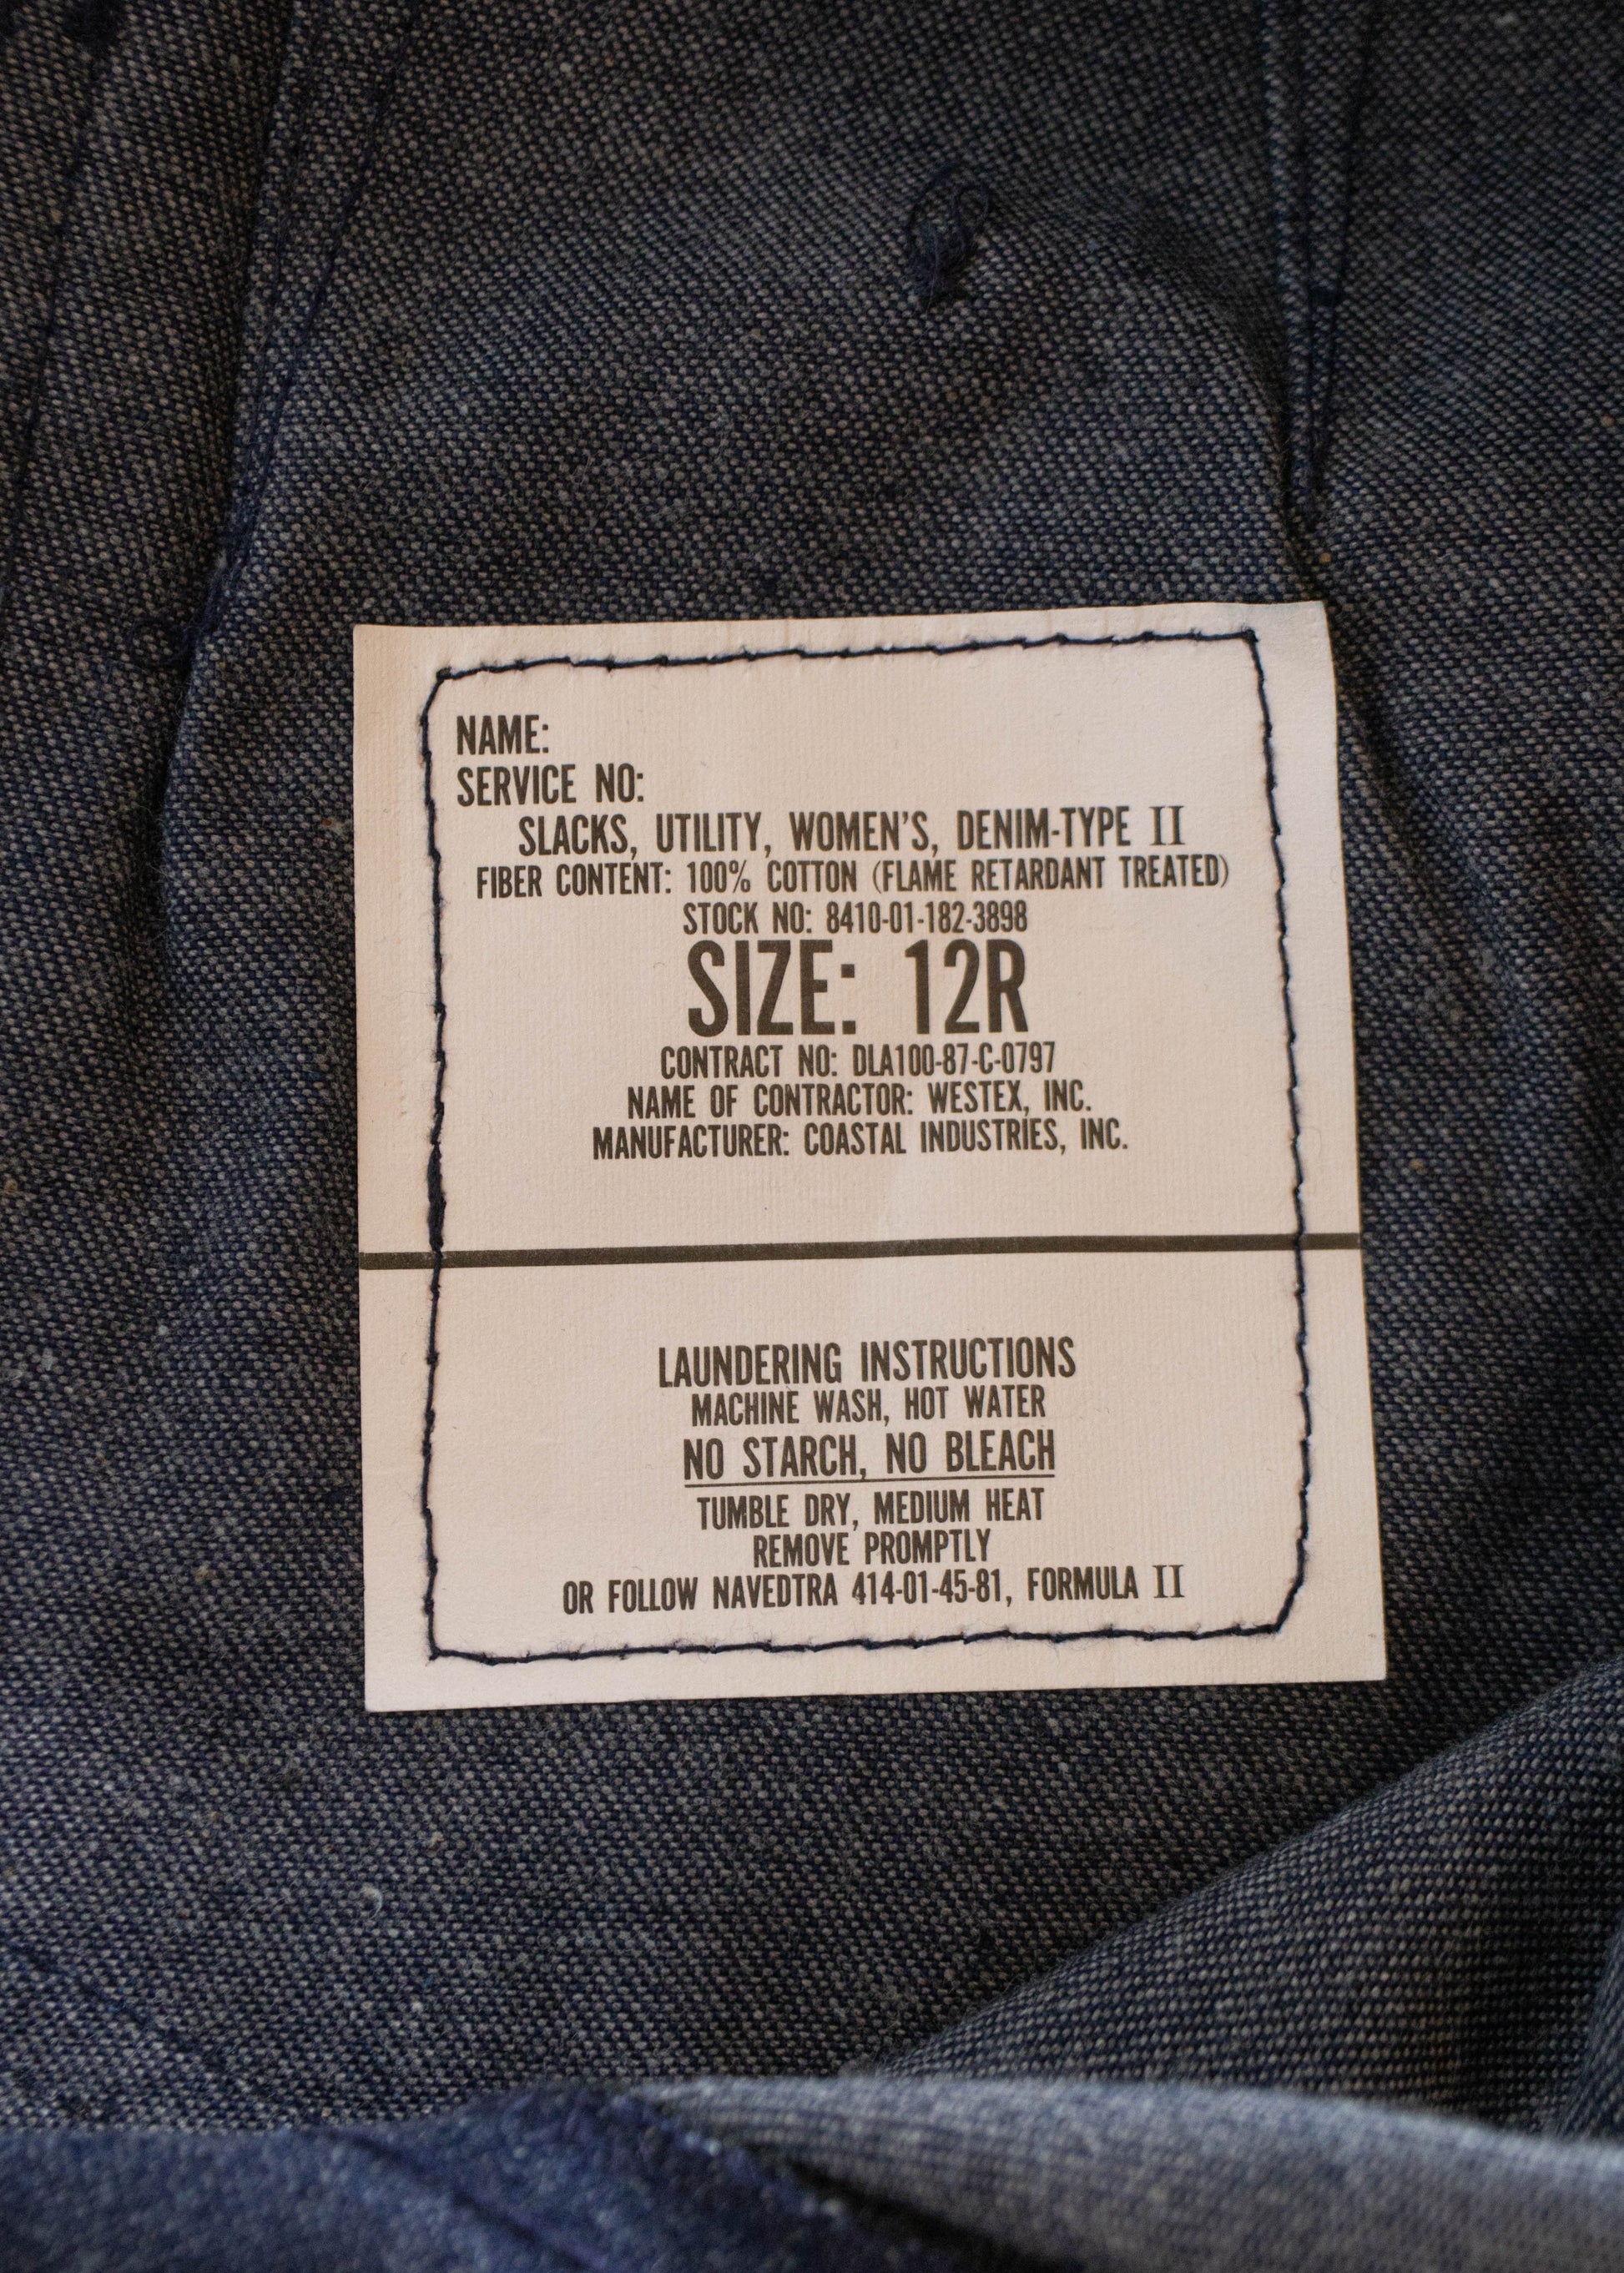 NAME:
SERVICE NO:
SLACKS, UTILITY, WOMEN'S, DENIM-TYPE II
FIBER CONTENT: 100% COTTON (FLAME RETARDANT TREATED)
STOCK NO: 8410-01-182-3898
SIZE: 12R
CONTRACT NO: DLA100-87-C-0797
NAME OF CONTRACTOR: WESTEX, INC.
MANUFACTURER: COASTAL INDUSTRIES, INC.
LAUNDERING INSTRUCTIONS
MACHINE WASH, HOT WATER
NO STARCH, NO BLEACH
TUMBLE DRY, MEDIUM HEAT
REMOVE PROMPTLY
OR FOLLOW NAVEDTRA 414-01-45-81, FORMULA II